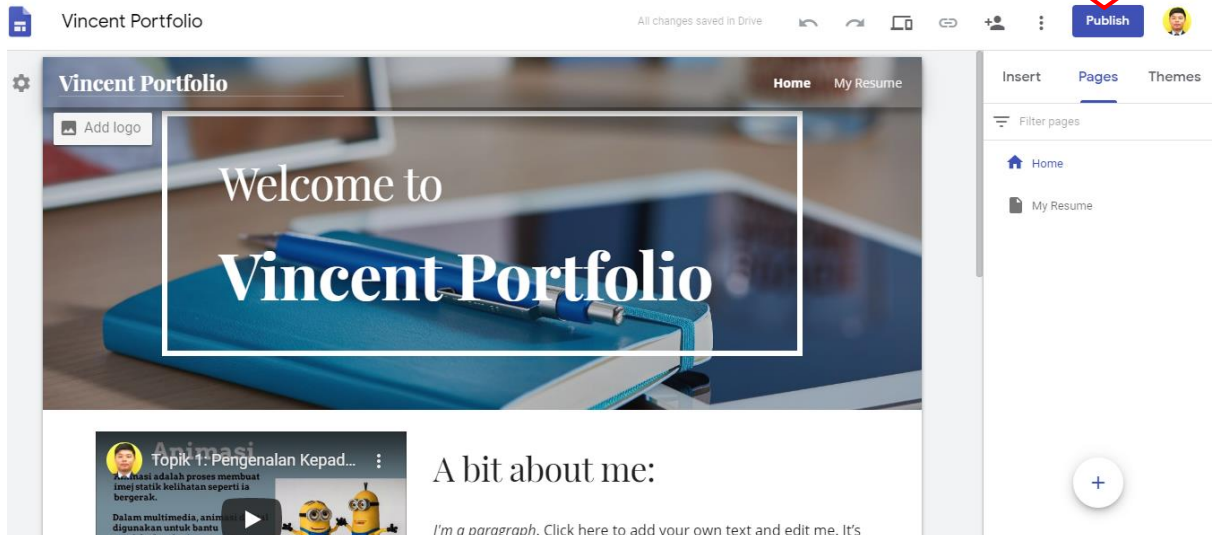 Vincent Portfolio
All changes saved in Drive
Publish
Vincent Portfolio
Home My Resume
Insert Pages Themes
Add logo
Filter pages
Home
My Resume
Welcome to
Vincent Portfolio
Animasi
Topik 1: Pengenalan Kepad...
Animasi adalah proses membuat
imej statik kelihatan seperti ia
bergerak.
Dalam multimedia,
digunakan untuk bantu
A bit about me:
I'm a paragraph. Click here to add your own text and edit me. It's